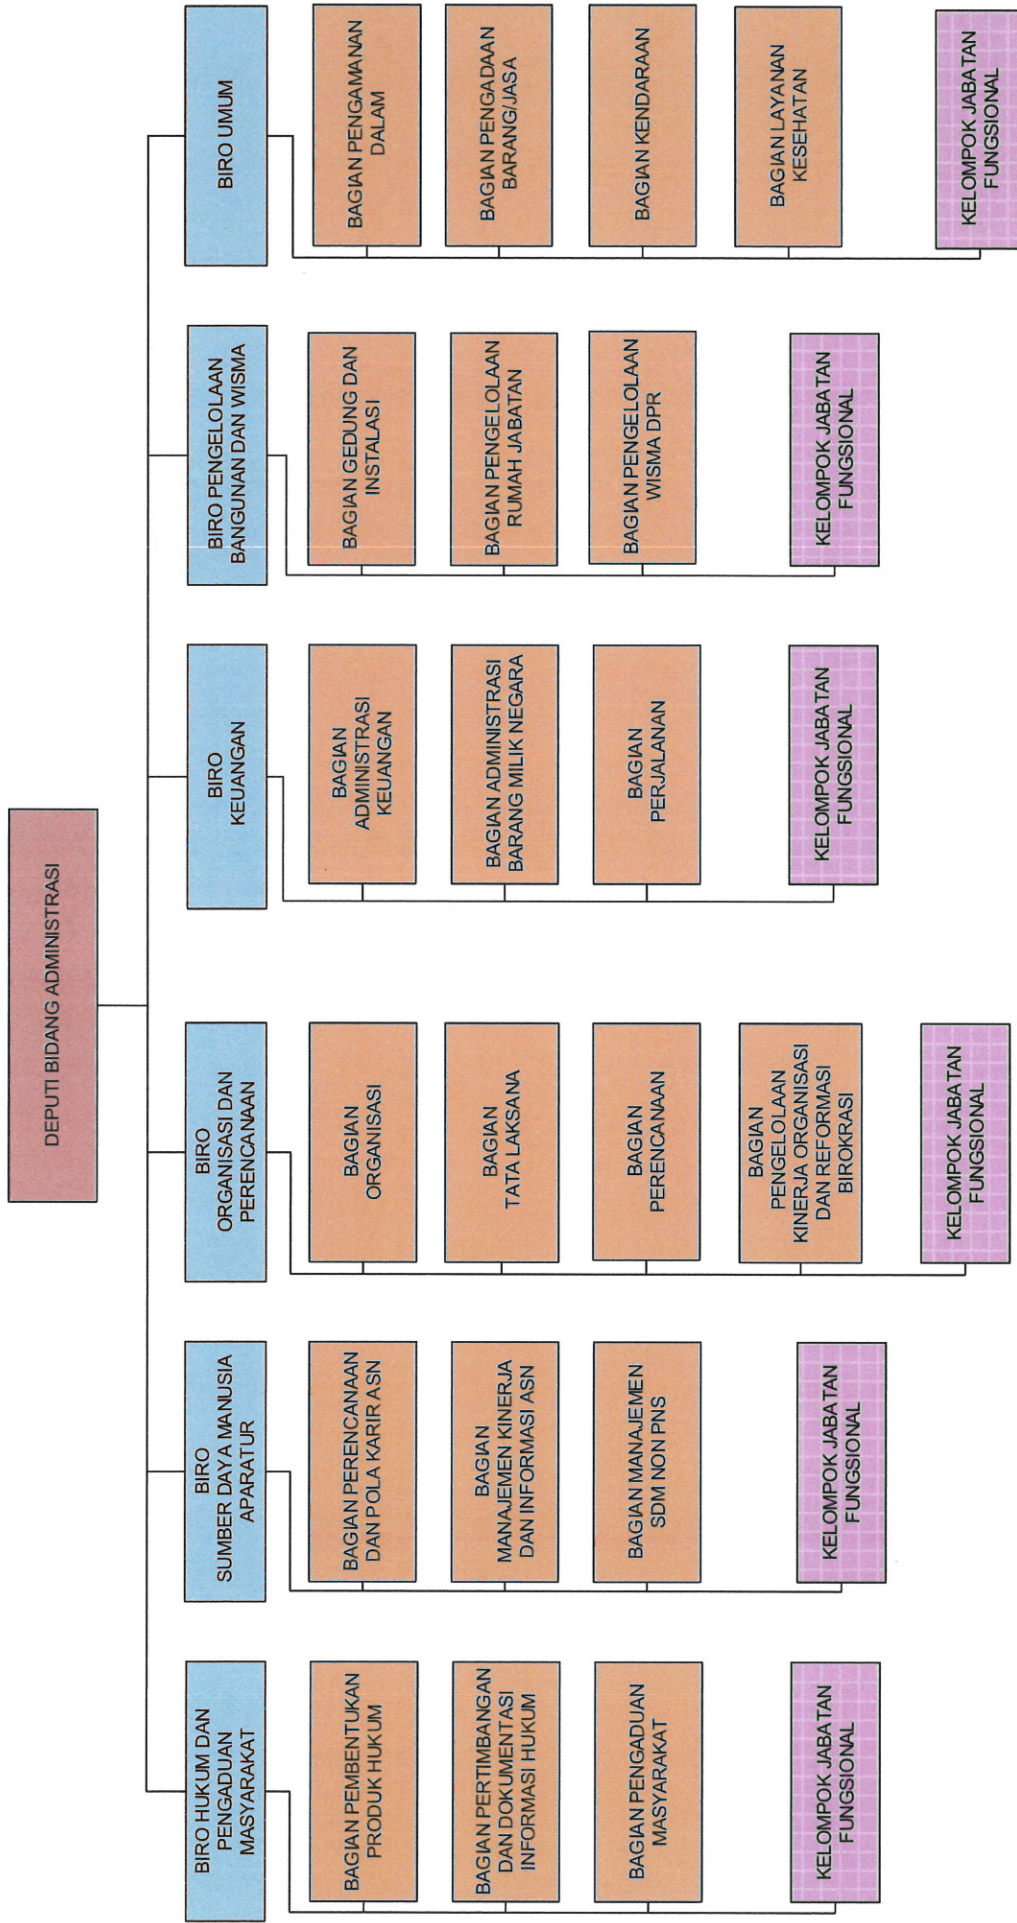 DEPUTI BIDANG ADMINISTRASI
BIRO HUKUM DAN
PENGADUAN
MASYARAKAT
BAGIAN PEMBENTUKAN
PRODUK HUKUM
BAGIAN PERTIMBANGAN
DAN DOKUMENTASI
INFORMASI HUKUM
BAGIAN PENGADUAN
MASYARAKAT
KELOMPOK JABATAN
FUNGSIONAL
BIRO
SUMBER DAYA MANUSIA
APARATUR
BAGIAN PERENCANAAN
DAN POLA KARIR ASN
BAGIAN
MANAJEMEN KINERJA
DAN INFORMASI ASN
BAGIAN MANAJEMEN
SDM NON PNS
KELOMPOK JABATAN
FUNGSIONAL
BIRO
ORGANISASI DAN
PERENCANAAN
BAGIAN
ORGANISASI
BAGIAN
TATA LAKSANA
BAGIAN
PERENCANAAN
BAGIAN
PENGELOLAAN
KINERJA ORGANISASI
DAN REFORMASI
BIROKRASI
KELOMPOK JABATAN
FUNGSIONAL
BIRO
KEUANGAN
BAGIAN
ADMINISTRASI
KEUANGAN
BAGIAN ADMINISTRASI
BARANG MILIK NEGARA
BAGIAN
PERJALANAN
KELOMPOK JABATAN
FUNGSIONAL
BIRO PENGELOLAAN
BANGUNAN DAN WISMA
BAGIAN GEDUNG DAN
INSTALASI
BAGIAN PENGELOLAAN
RUMAH JABATAN
BAGIAN PENGELOLAAN
WISMA DPR
KELOMPOK JABATAN
FUNGSIONAL
BIRO UMUM
BAGIAN PENGAMANAN
DALAM
BAGIAN PENGADAAN
BARANG/JASA
BAGIAN KENDARAAN
BAGIAN LAYANAN
KESEHATAN
KELOMPOK JABATAN
FUNGSIONAL